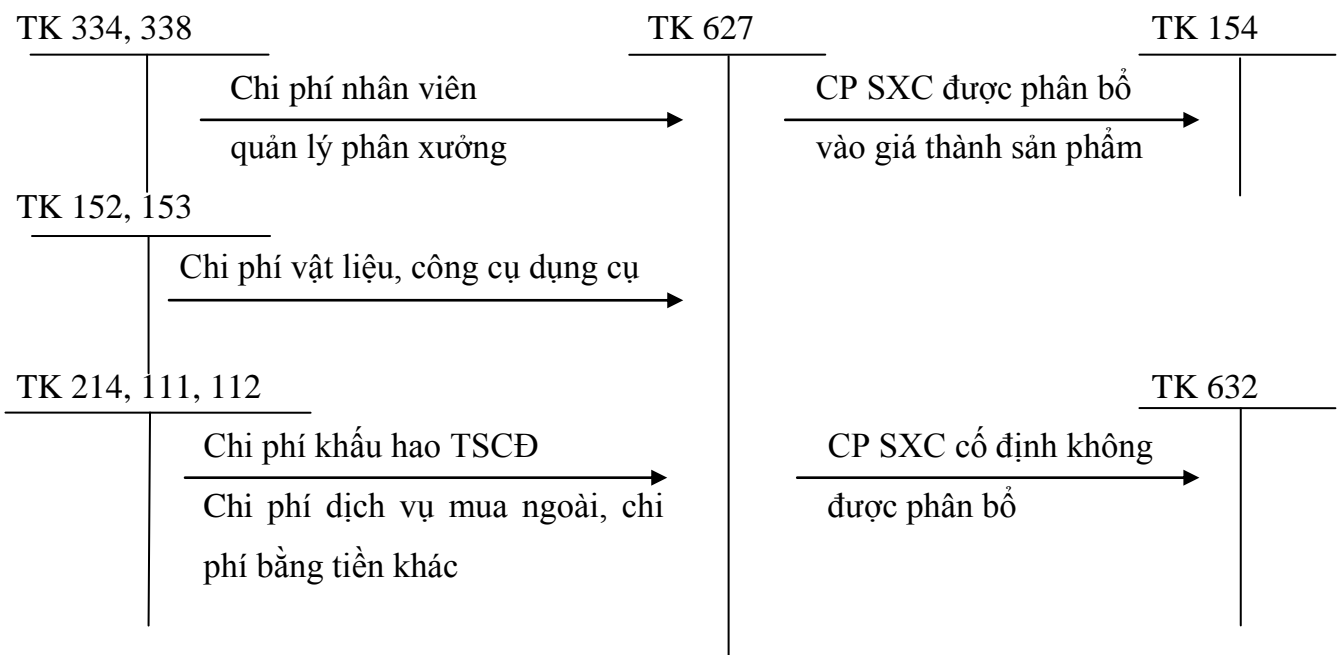 TK 334, 338
TK 627
TK 154
Chi phí nhân viên
quản lý phân xưởng
CP SXC được phân bổ
vào giá thành sản phẩm
TK 152, 153
Chi phí vật liệu, công cụ dụng cụ
TK 214, 111, 112
TK 632
Chi phí khấu hao TSCĐ
Chi phí dịch vụ mua ngoài, chi
phí bằng tiền khác
CP SXC cố định không
được phân bổ